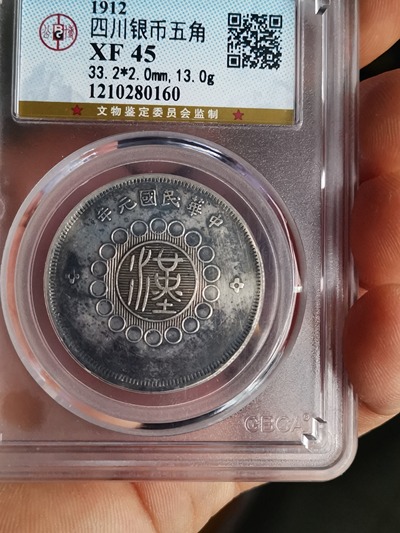 1912
四川银币五角
XF 45
33.2*2.0mm,13.0g
1210280160
文物鉴定委员会监制
年元國民華中
漢
GBCA